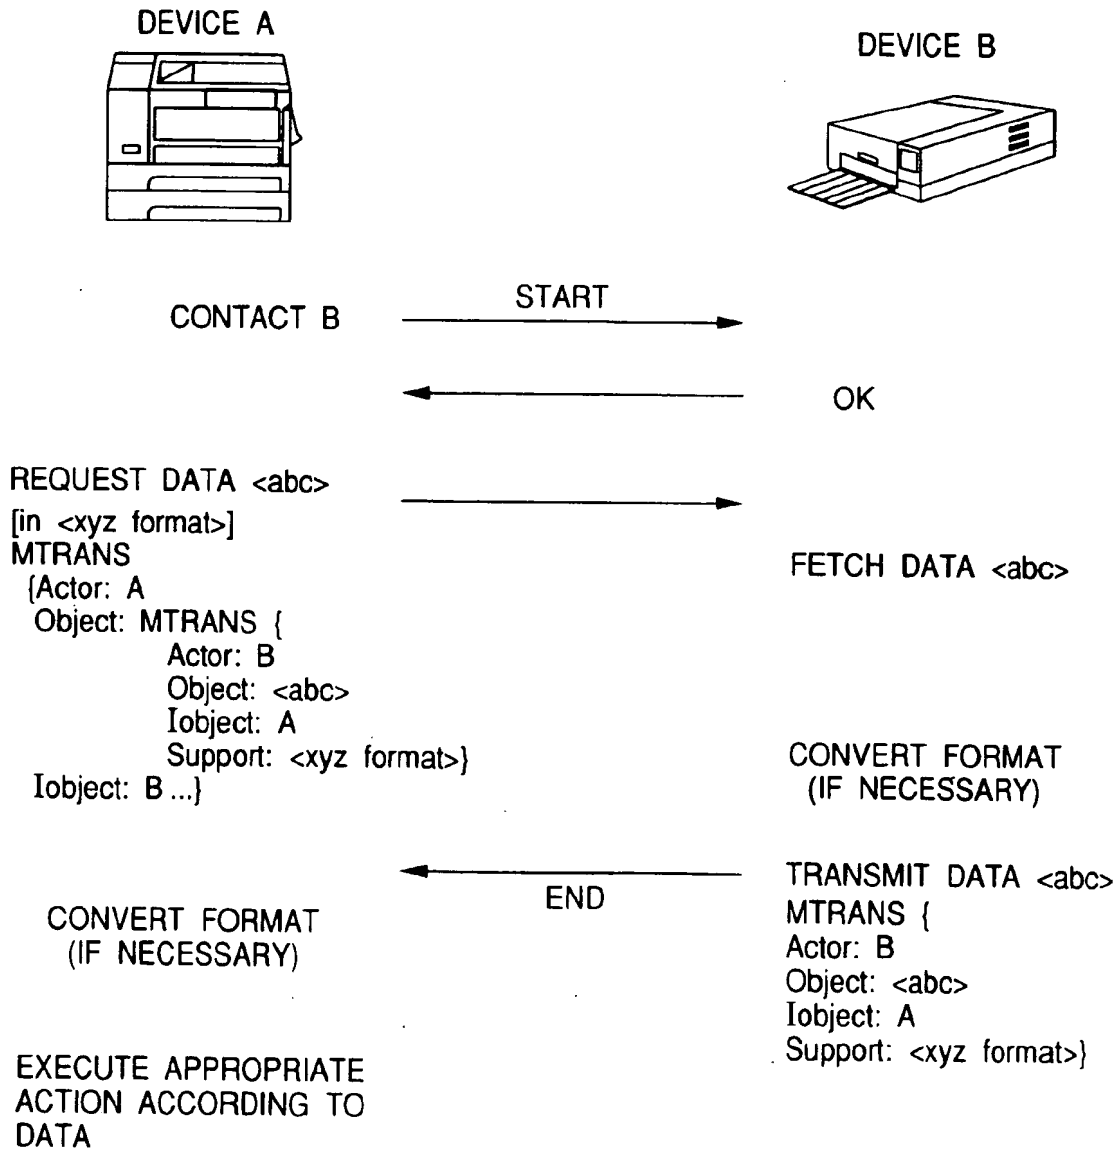 DEVICE A
DEVICE B
CONTACT B
START
OK
REQUEST DATA <abc>
[in <xyz format>]
MTRANS
{Actor: A
Object: MTRANS {
Actor: B
Object: <abc>
Iobject: A
Support: <xyz format>}
Iobject: B ...}
FETCH DATA <abc>
CONVERT FORMAT
(IF NECESSARY)
END
TRANSMIT DATA <abc>
MTRANS {
Actor: B
Object: <abc>
Iobject: A
Support: <xyz format>}
CONVERT FORMAT
(IF NECESSARY)
EXECUTE APPROPRIATE
ACTION ACCORDING TO
DATA